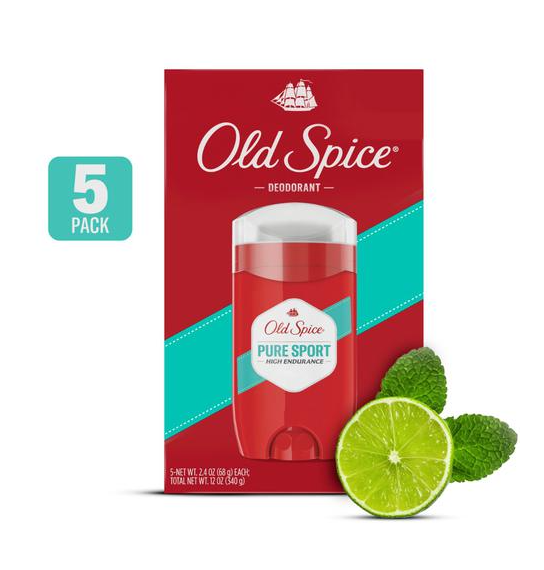 Old Spice®
DEODORANT
5
PACK
Old Spice
PURE SPORT
HIGH ENDURANCE
5-NET WT. 2.4 OZ (68 g) EACH;
TOTAL NET WT. 12 OZ (340 g)